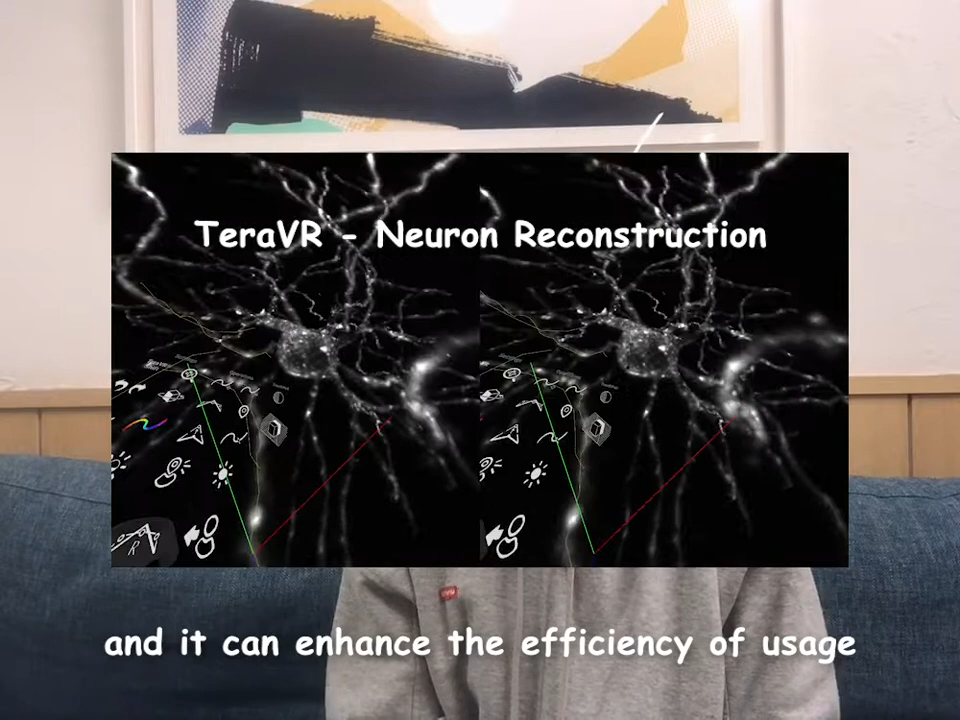 TeraVR - Neuron Reconstruction
and it can enhance the efficiency of usage